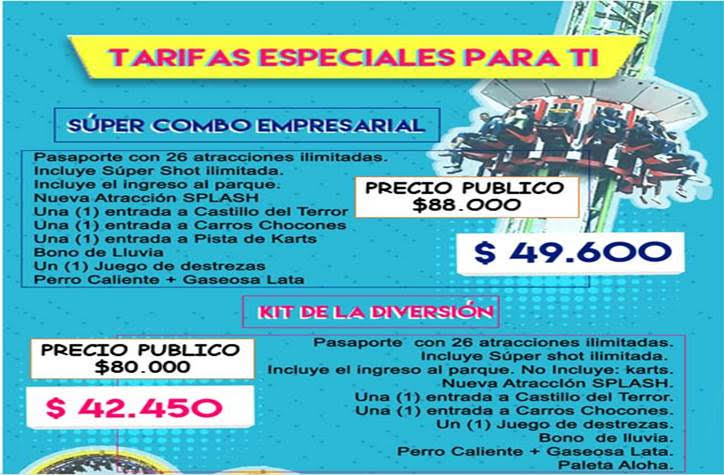 TARIFAS ESPECIALES PARA TI
SÚPER COMBO EMPRESARIAL
Pasaporte con 26 atracciones ilimitadas.
Incluye Súper Shot ilimitada.
Incluye el ingreso al parque.
Nueva Atracción SPLASH
Una (1) entrada a Castillo del Terror
Una (1) entrada a Carros Chocones
Una (1) entrada a Pista de Karts
Bono de Lluvia
Un (1) Juego de destrezas
Perro Caliente + Gaseosa Lata
PRECIO PUBLICO
$88.000
$ 49.600
KIT DE LA DIVERSIÓN
PRECIO PUBLICO
$80.000
$ 42.450
Pasaporte con 26 atracciones ilimitadas.
Incluye Súper shot ilimitada.
Incluye el ingreso al parque. No Incluye: karts.
Nueva Atracción SPLASH.
Una (1) entrada a Castillo del Terror.
Una (1) entrada a Carros Chocones.
Un (1) Juego de destrezas.
Bono de lluvia.
Perro Caliente + Gaseosa Lata.
Paleta Aloha.